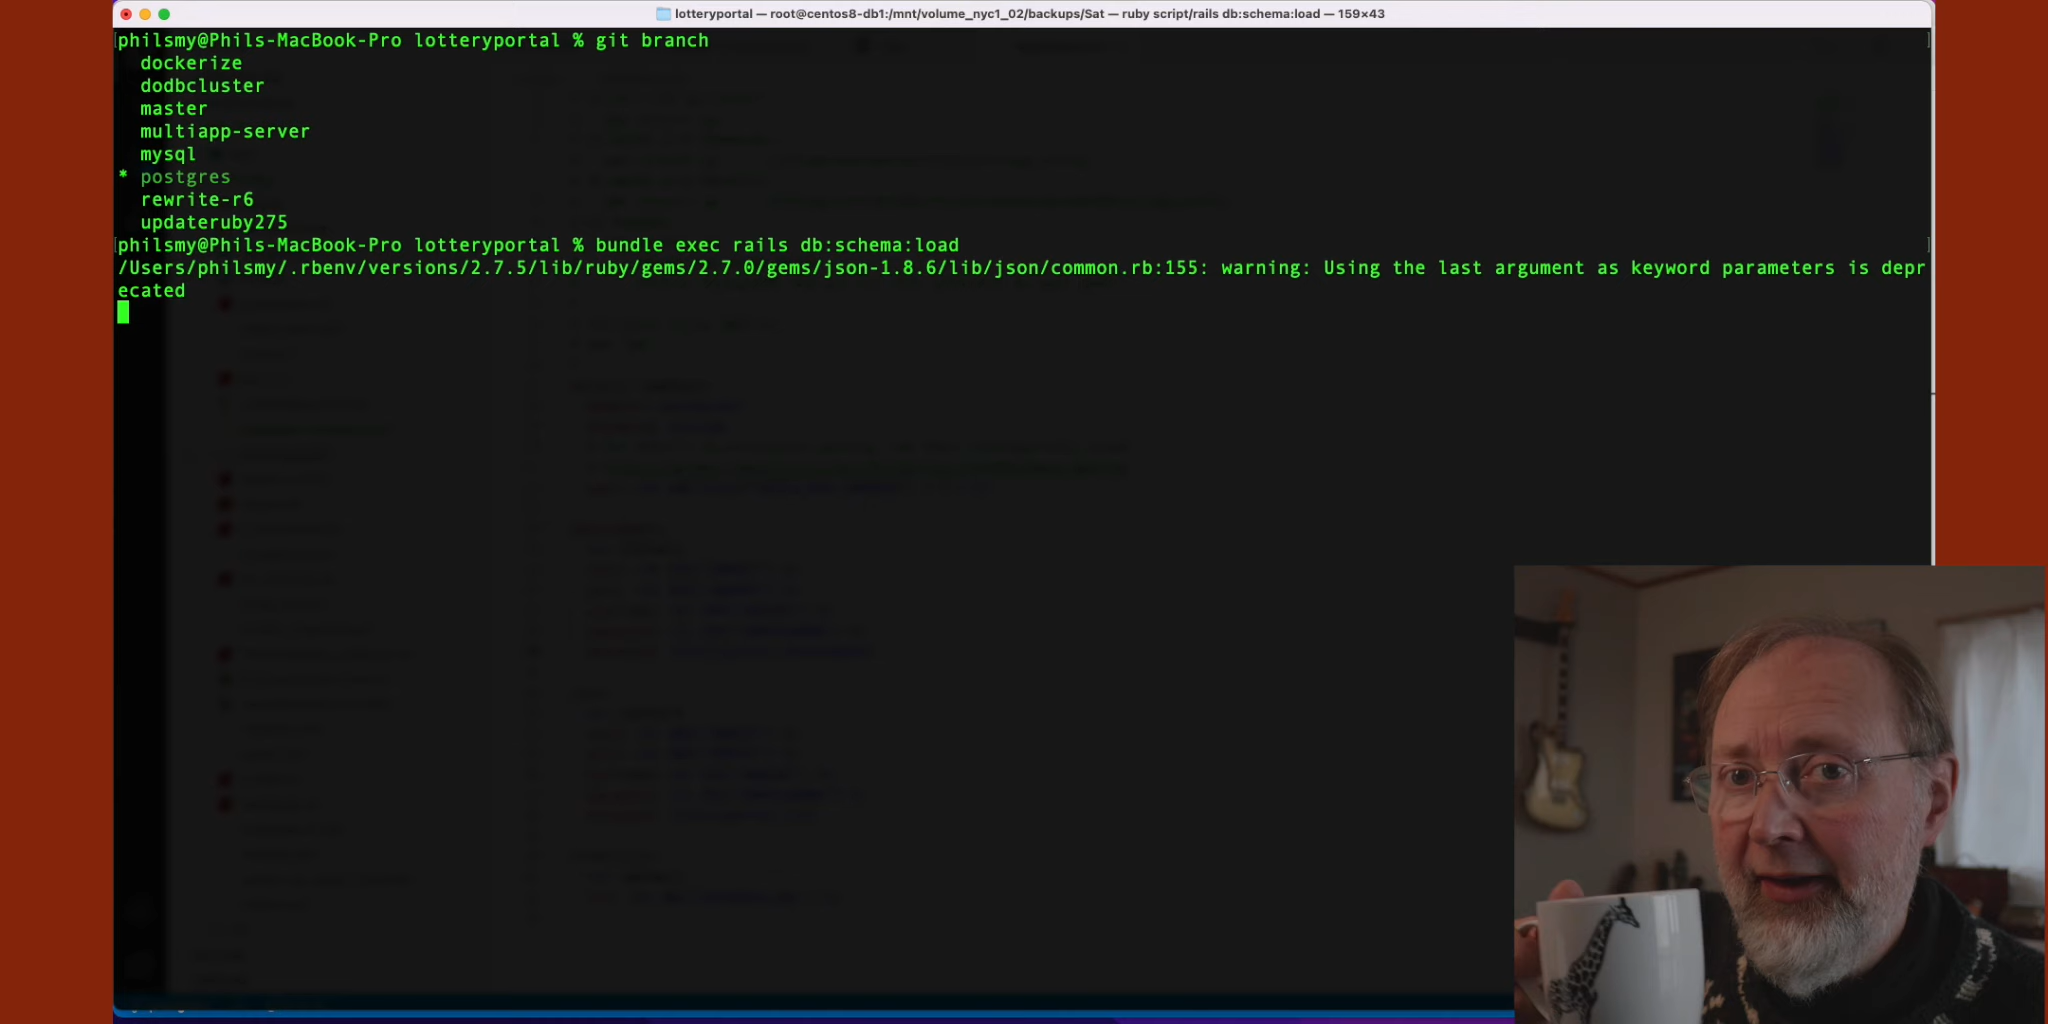 lotteryportal — root@centos8-db1:/mnt/volume_nyc1_02/backups/Sat — ruby script/rails db:schema:load — 159×43
philsmy@Phils-MacBook-Pro lotteryportal % git branch
dockerize
dodbcluster
master
multiapp-server
mysql
* postgres
rewrite-r6
updateruby275
philsmy@Phils-MacBook-Pro lotteryportal % bundle exec rails db:schema:load
/Users/philsmy/.rbenv/versions/2.7.5/lib/ruby/gems/2.7.0/gems/json-1.8.6/lib/json/common.rb:155: warning: Using the last argument as keyword parameters is depr
ecated